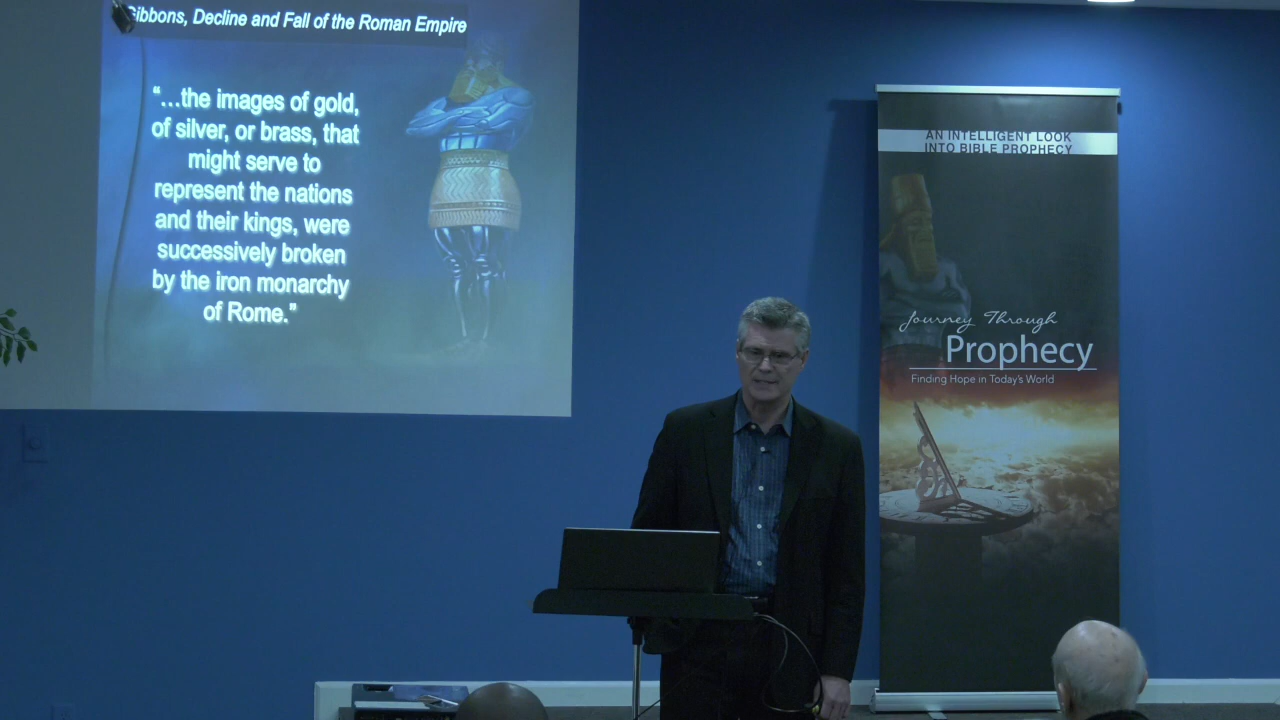 Gibbons, Decline and Fall of the Roman Empire
“…the images of gold,
of silver, or brass, that
might serve to
represent the nations
and their kings, were
successively broken
by the iron monarchy
of Rome.”
AN INTELLIGENT LOOK
INTO BIBLE PROPHECY
Journey Through
Prophecy
Finding Hope in Today's World